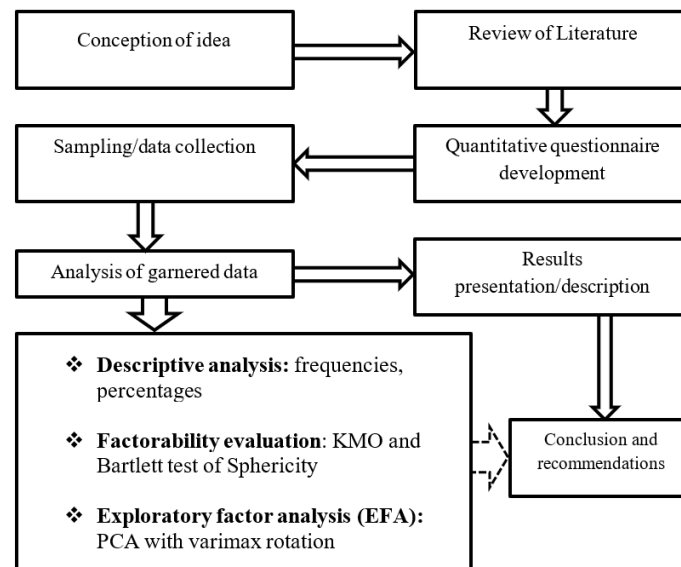 Conception of idea
Review of Literature
Sampling/data collection
Quantitative questionnaire
development
Analysis of garnered data
Results
presentation/description
❖ Descriptive analysis: frequencies,
percentages
❖ Factorability evaluation: KMO and
Bartlett test of Sphericity
❖ Exploratory factor analysis (EFA):
PCA with varimax rotation
Conclusion and
recommendations